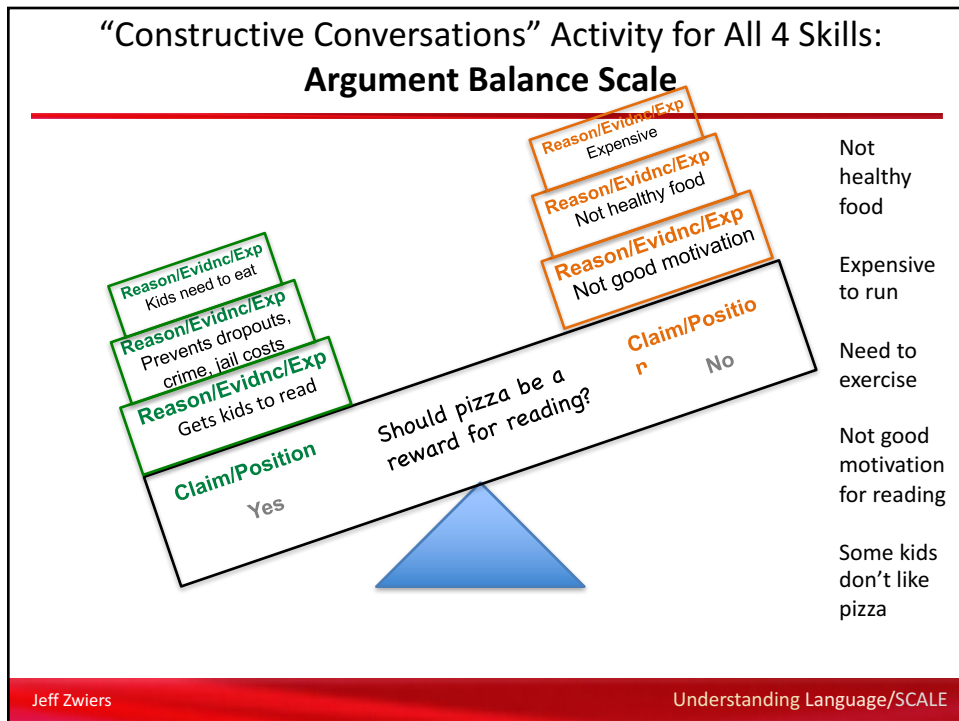 “Constructive Conversations” Activity for All 4 Skills:
Argument Balance Scale
Reason/Evidnc/Exp
Kids need to eat
Reason/Evidnc/Exp
Prevents dropouts,
crime, jail costs
Reason/Evidnc/Exp
Gets kids to read
Claim/Position
Yes
Should pizza be a
reward for reading?
Reason/Evidnc/Exp
Expensive
Reason/Evidnc/Exp
Not healthy food
Reason/Evidnc/Exp
Not good motivation
Claim/Positio
n
No
Not
healthy
food
Expensive
to run
Need to
exercise
Not good
motivation
for reading
Some kids
don’t like
pizza
Jeff Zwiers
Understanding Language/SCALE